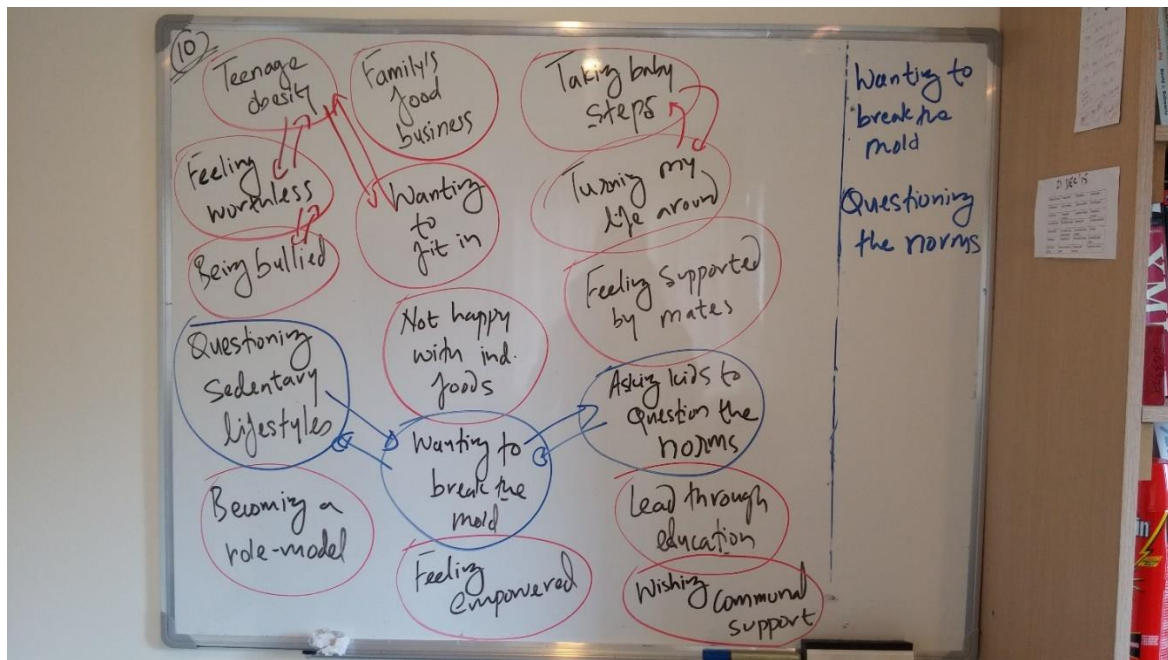 10
Teenage
obesity
Family's
food
business
Taking baby
steps
Feeling
worthless
Wanting
to
fit in
Turning my
life around
Being bullied
Feeling supported
by mates
Not happy
with ind.
foods
Questioning
sedentary
lifestyles
Asking kids to
question the
norms
Wanting to
break the
mold
Becoming a
role-model
Lead through
education
Feeling
empowered
Wishing communal
support
Wanting to
break the
mold
Questioning
the norms